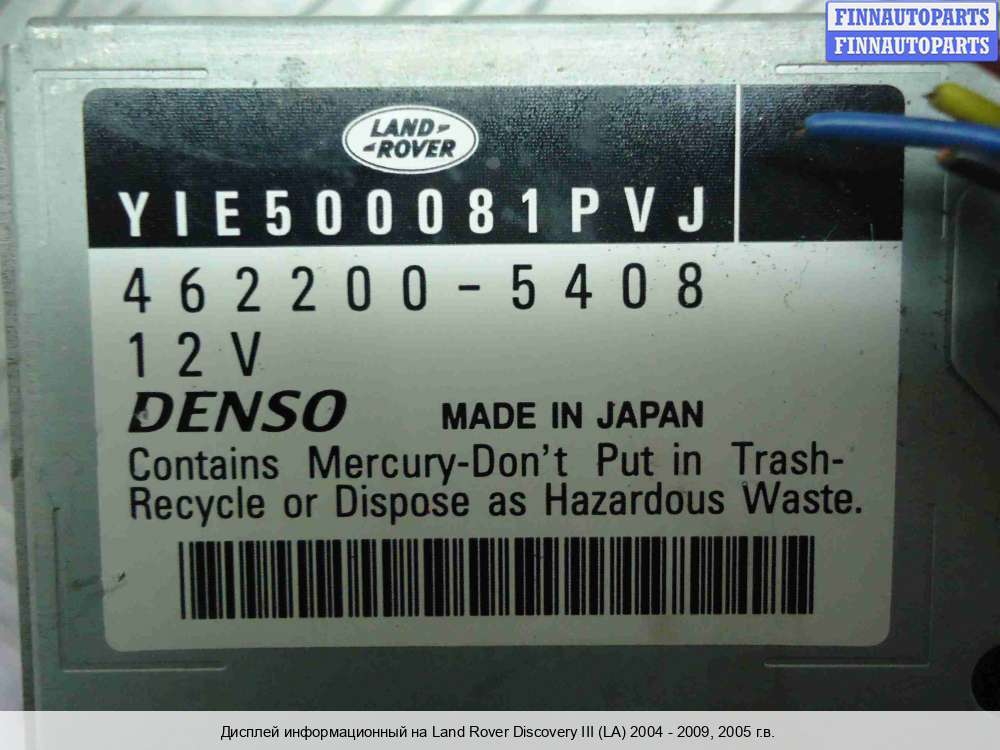 FINNAUTOPARTS
FINNAUTOPARTS
LAND-
-ROVER
YIE500081PVJ
462200-5408
12V
DENSO MADE IN JAPAN
Contains Mercury-Don't Put in Trash-
Recycle or Dispose as Hazardous Waste.
Дисплей информационный на Land Rover Discovery III (LA) 2004 - 2009, 2005 г.в.